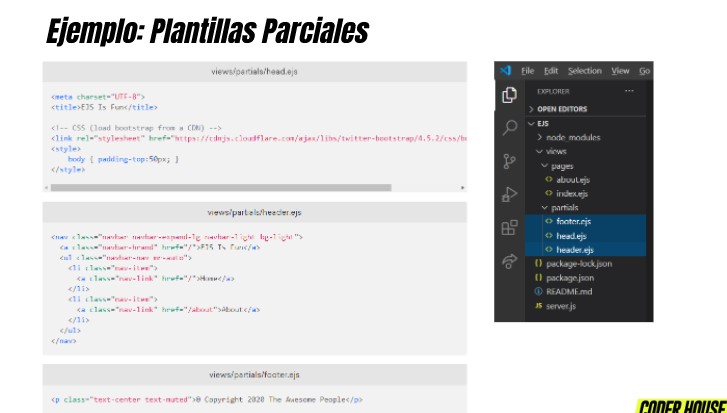 Ejemplo: Plantillas Parciales
views/partials/head.ejs
<meta charset="UTF-8">
<title>EJS Is Fun</title>
<!-- CSS (load bootstrap from a CDN) -->
<link rel="stylesheet" href="https://cdnjs.cloudflare.com/ajax/libs/twitter-bootstrap/4.5.2/css/bo
<style>
body { padding-top:50px; }
</style>
views/partials/header.ejs
<nav class="navbar navbar-expand-lg navbar-light bg-light">
<a class="navbar-brand" href="/">EJS Is Fun</a>
<ul class="navbar-nav mr-auto">
<li class="nav-item">
<a class="nav-link" href="/">Home</a>
</li>
<li class="nav-item">
<a class="nav-link" href="/about">About</a>
</li>
</ul>
</nav>
views/partials/footer.ejs
<p class="text-center text-muted">© Copyright 2020 The Awesome People</p>
File Edit Selection View Go
EXPLORER ...
OPEN EDITORS
EJS
node_modules
views
pages
about.ejs
index.ejs
partials
footer.ejs
head.ejs
header.ejs
package-lock.json
package.json
README.md
JS server.js
CODER HOUSE